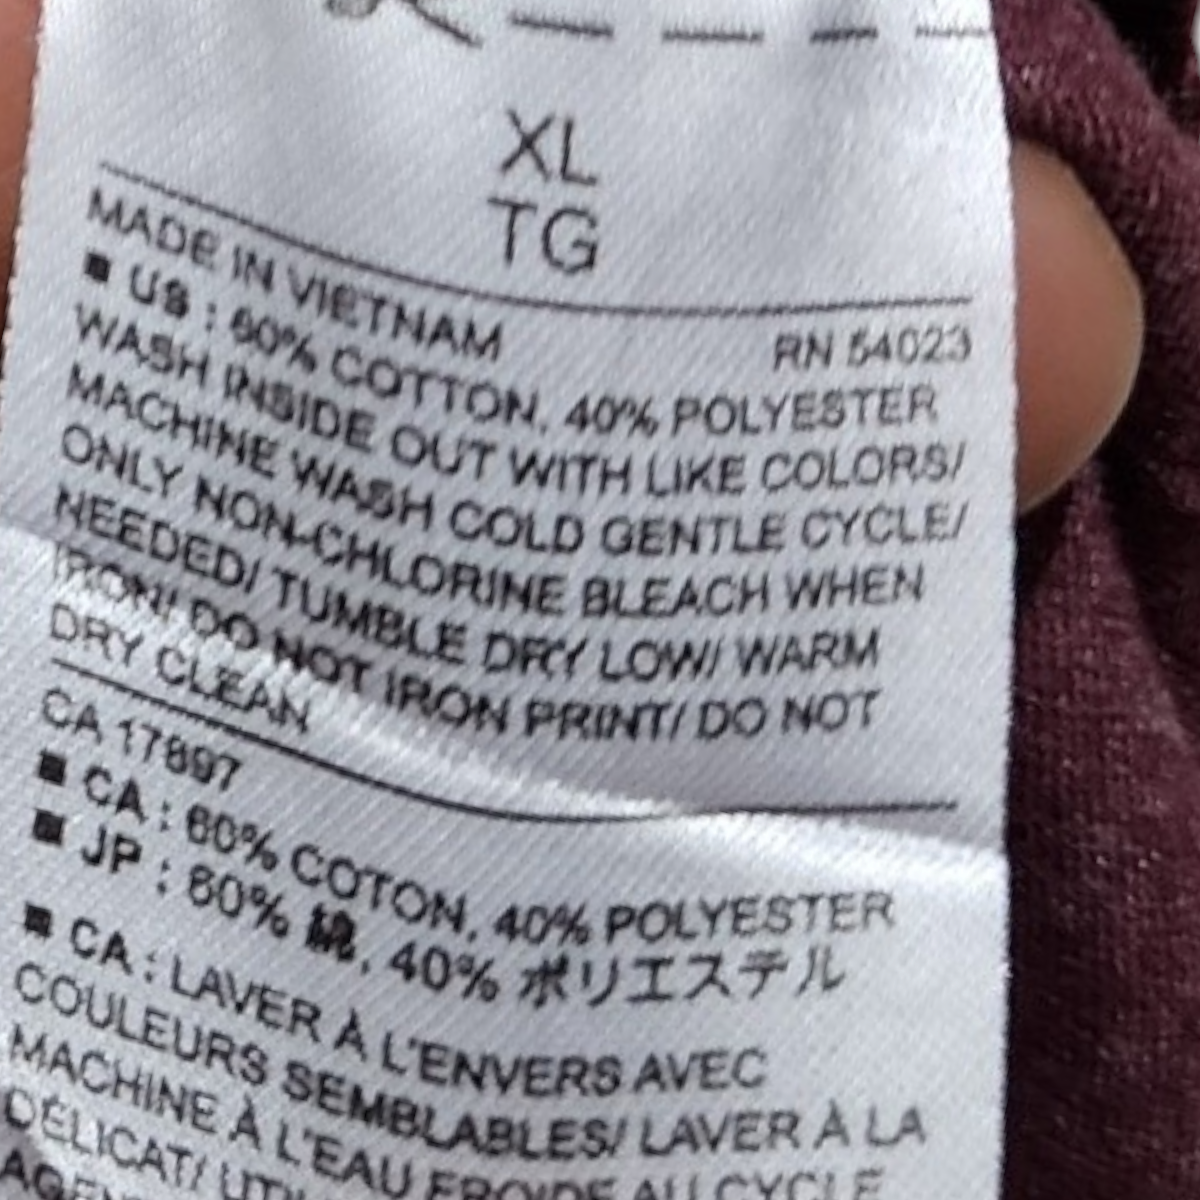 XL
TG
MADE IN VIETNAM RN 54023
■ US : 60% COTTON, 40% POLYESTER
WASH INSIDE OUT WITH LIKE COLORS/
MACHINE WASH COLD GENTLE CYCLE/
ONLY NON-CHLORINE BLEACH WHEN
NEEDED/ TUMBLE DRY LOW/ WARM
IRON/ DO NOT IRON PRINT/ DO NOT
DRY CLEAN
CA 17897
■ CA : 60% COTON, 40% POLYESTER
■ JP : 60% 綿, 40% ポリエステル
■ CA : LAVER À L'ENVERS AVEC
COULEURS SEMBLABLES/ LAVER À LA
MACHINE À L'EAU FROIDE AU CYCLE
DÉLICAT/